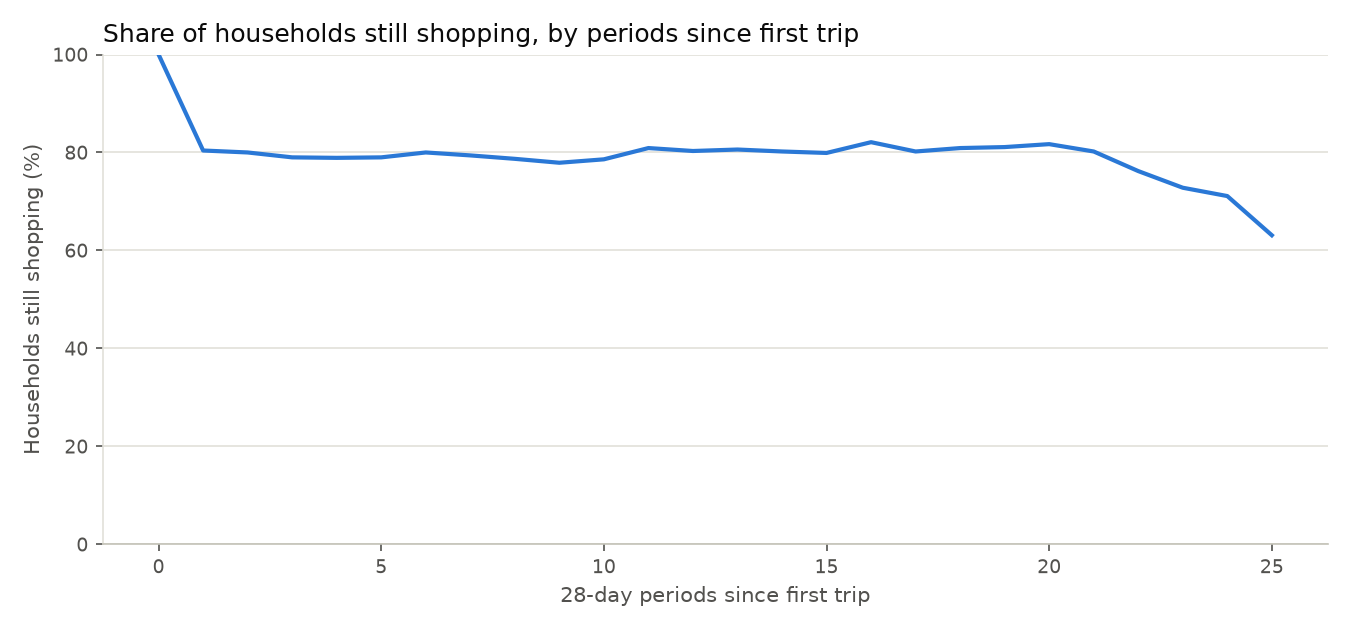 Share of households still shopping, by periods since first trip
Households still shopping (%)
100
80
60
40
20
0
0 5 10 15 20 25
28-day periods since first trip